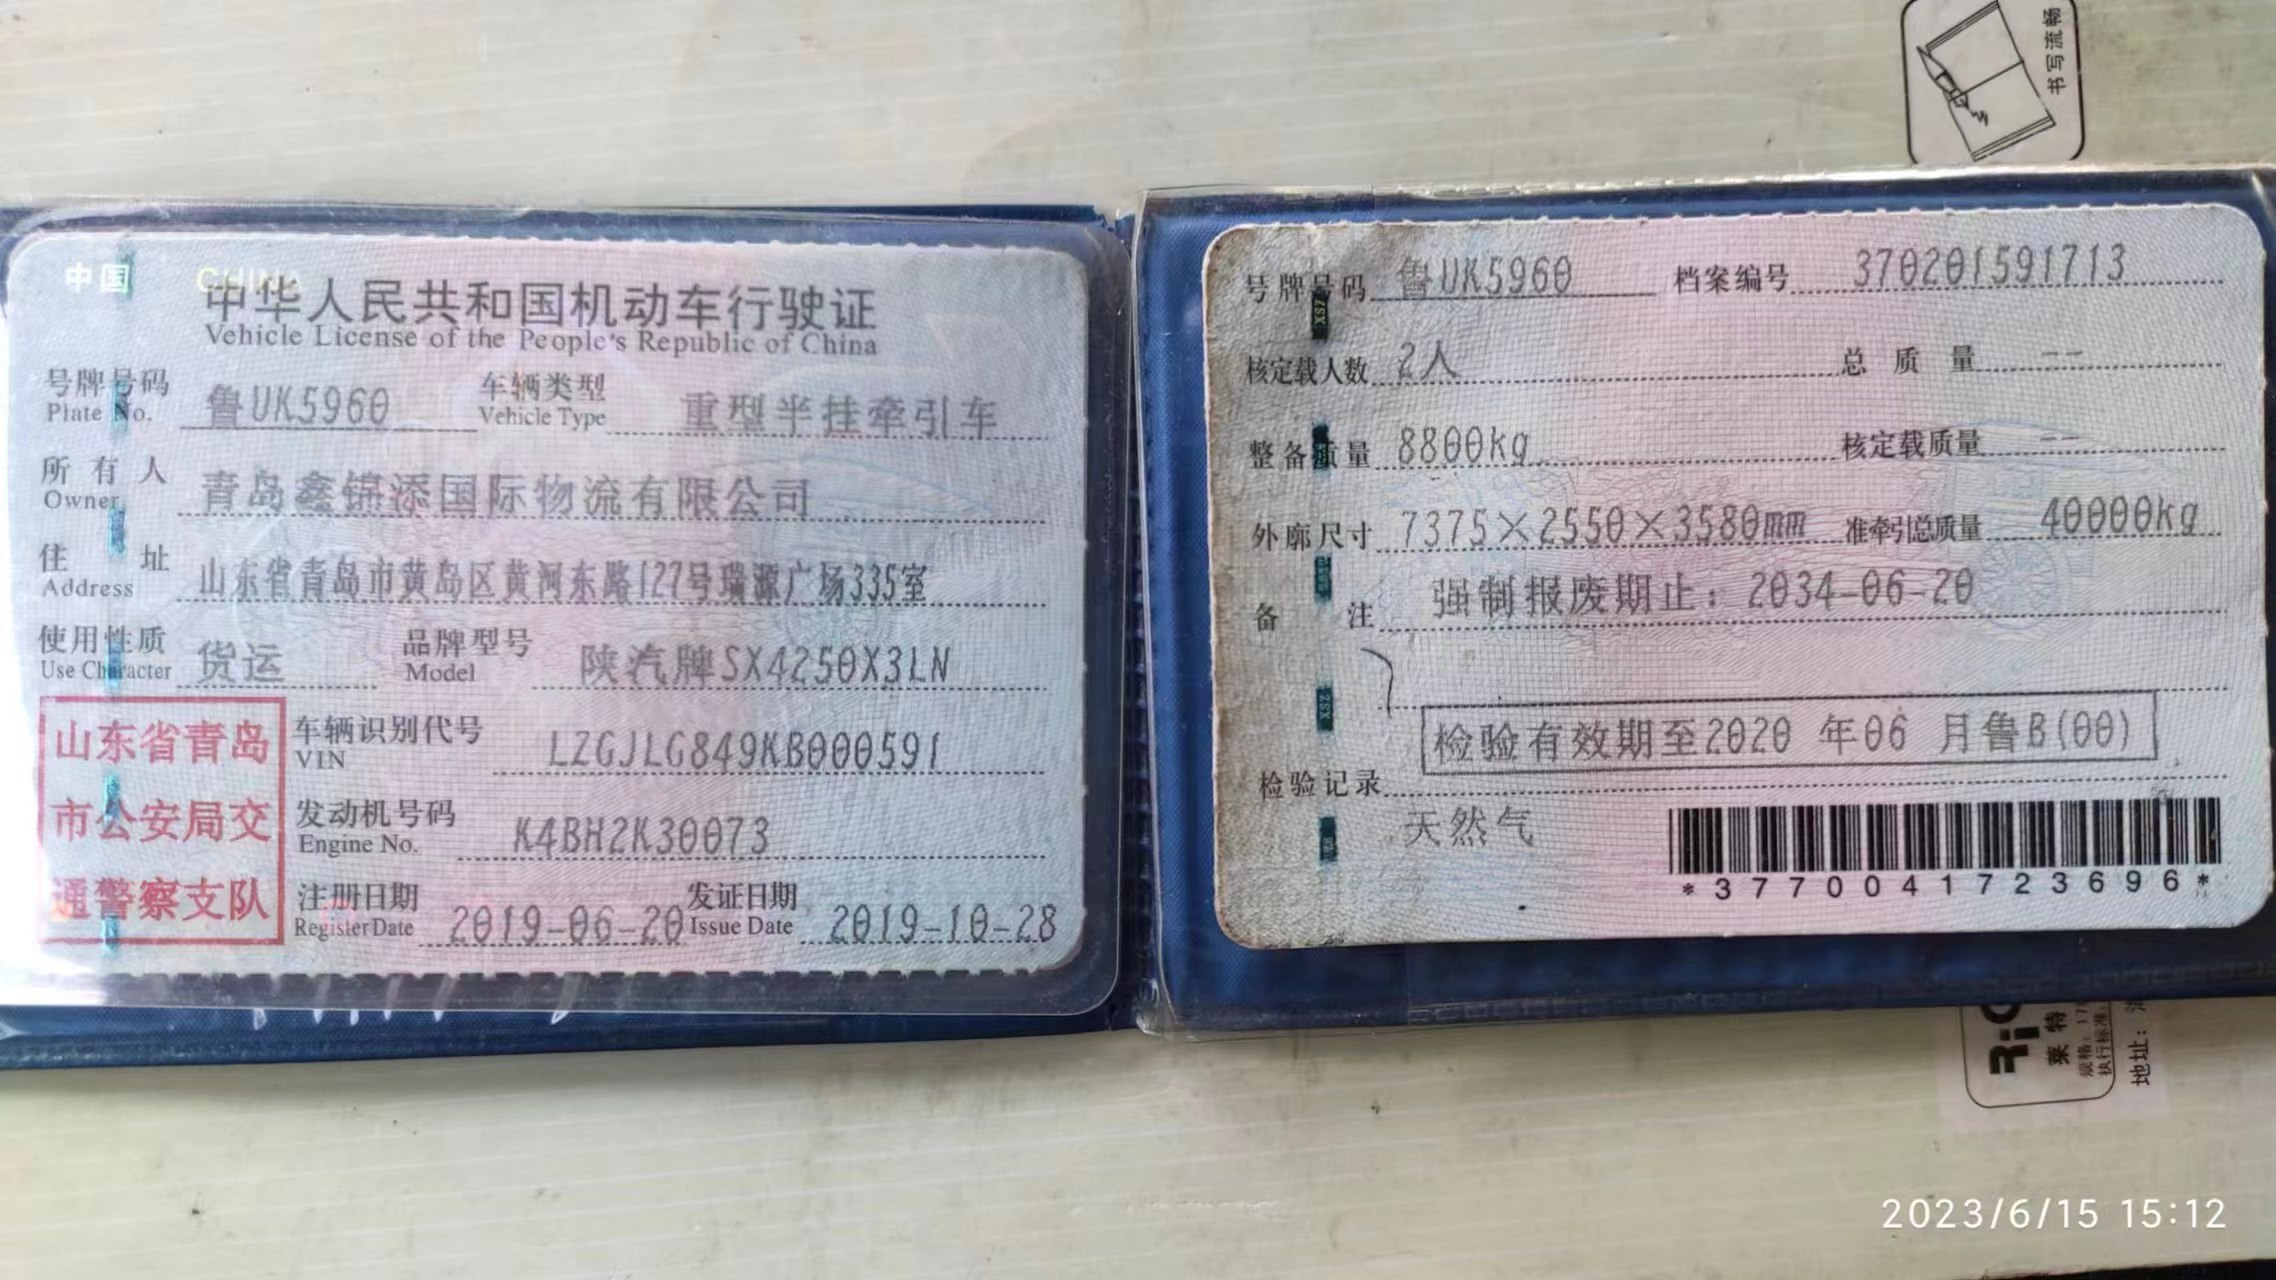 书写流畅
中国 CHINA
中华人民共和国机动车行驶证
Vehicle License of the People's Republic of China
号牌号码 鲁UK5960 车辆类型 重型半挂牵引车
Plate No. Vehicle Type
所有人 青岛鑫锦添国际物流有限公司
Owner
住址 山东省青岛市黄岛区黄河东路127号瑞源广场335室
Address
使用性质 货运 品牌型号 陕汽牌SX4250X3LN
Use Character Model
山东省青岛
市公安局交
通警察支队
车辆识别代号 LZGJLG849KB000591
VIN
发动机号码 K4BH2K30073
Engine No.
注册日期 2019-06-20 发证日期 2019-10-28
Register Date Issue Date
号牌号码 鲁UK5960 档案编号 370201591713
核定载人数 2人 总质量 --
整备质量 8800kg 核定载质量 --
外廓尺寸 7375×2550×3580mm 准牵引总质量 40000kg
备注 强制报废期止：2034-06-20
检验有效期至2020年06月鲁B(00)
检验记录
天然气
*3770041723696*
莱特
执行标准
地址：
2023/6/15 15:12